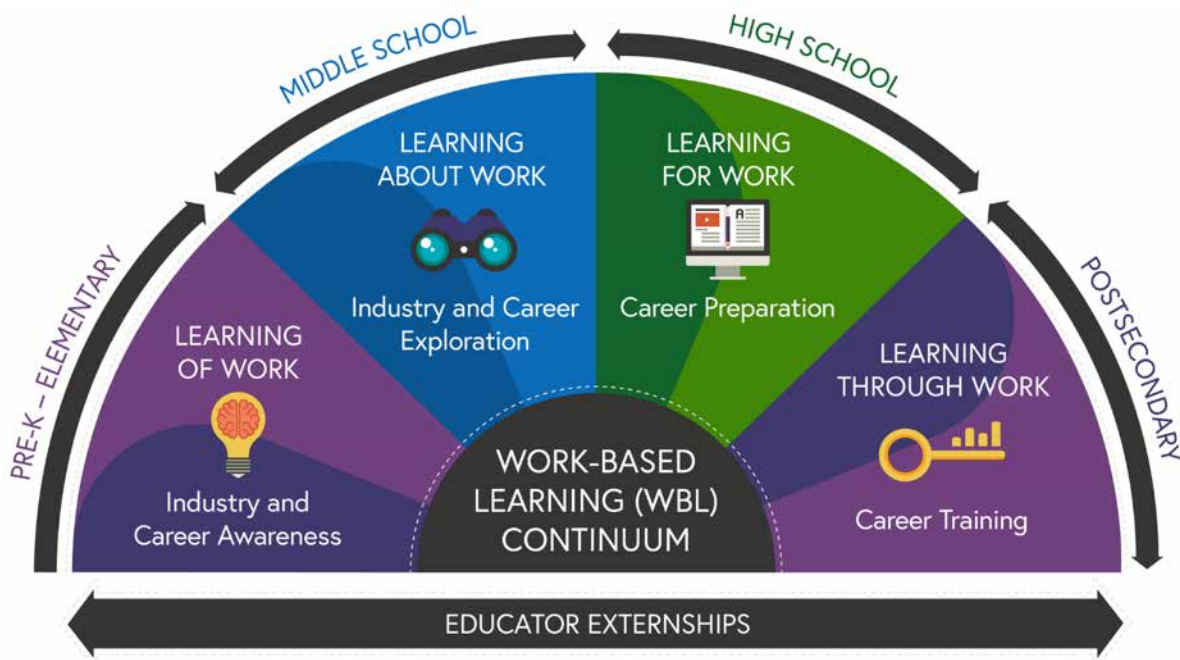 MIDDLE SCHOOL
HIGH SCHOOL
PRE-K – ELEMENTARY
POSTSECONDARY
LEARNING
OF WORK
Industry and
Career Awareness
LEARNING
ABOUT WORK
Industry and Career
Exploration
LEARNING
FOR WORK
A
Career Preparation
LEARNING
THROUGH WORK
Career Training
WORK-BASED
LEARNING (WBL)
CONTINUUM
EDUCATOR EXTERNSHIPS